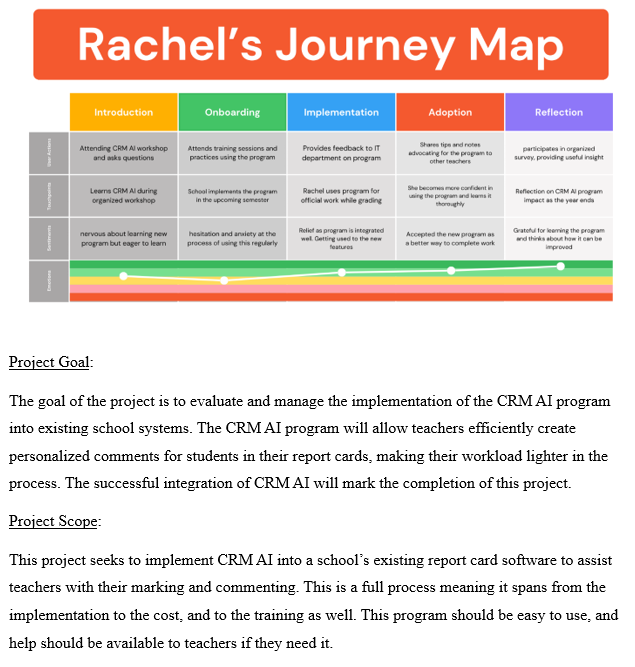 Rachel's Journey Map
Introduction
Onboarding
Implementation
Adoption
Reflection
User Actions
Attending CRM AI workshop
and asks questions
Attends training sessions and
practices using the program
Provides feedback to IT
department on program
Shares tips and notes
advocating for the program to
other teachers
participates in organized
survey, providing useful insight
Touchpoints
Learns CRM AI during
organized workshop
School implements the program
in the upcoming semester
Rachel uses program for
official work while grading
She becomes more confident in
using the program and learns it
thoroughly
Reflection on CRM AI program
impact as the year ends
Sentiments
nervous about learning new
program but eager to learn
hesitation and anxiety at the
process of using this regularly
Relief as program is integrated
well. Getting used to the new
features
Accepted the new program as
a better way to complete work
Grateful for learning the program
and thinks about how it can be
improved
Emotions
Project Goal:
The goal of the project is to evaluate and manage the implementation of the CRM AI program
into existing school systems. The CRM AI program will allow teachers efficiently create
personalized comments for students in their report cards, making their workload lighter in the
process. The successful integration of CRM AI will mark the completion of this project.
Project Scope:
This project seeks to implement CRM AI into a school's existing report card software to assist
teachers with their marking and commenting. This is a full process meaning it spans from the
implementation to the cost, and to the training as well. This program should be easy to use, and
help should be available to teachers if they need it.